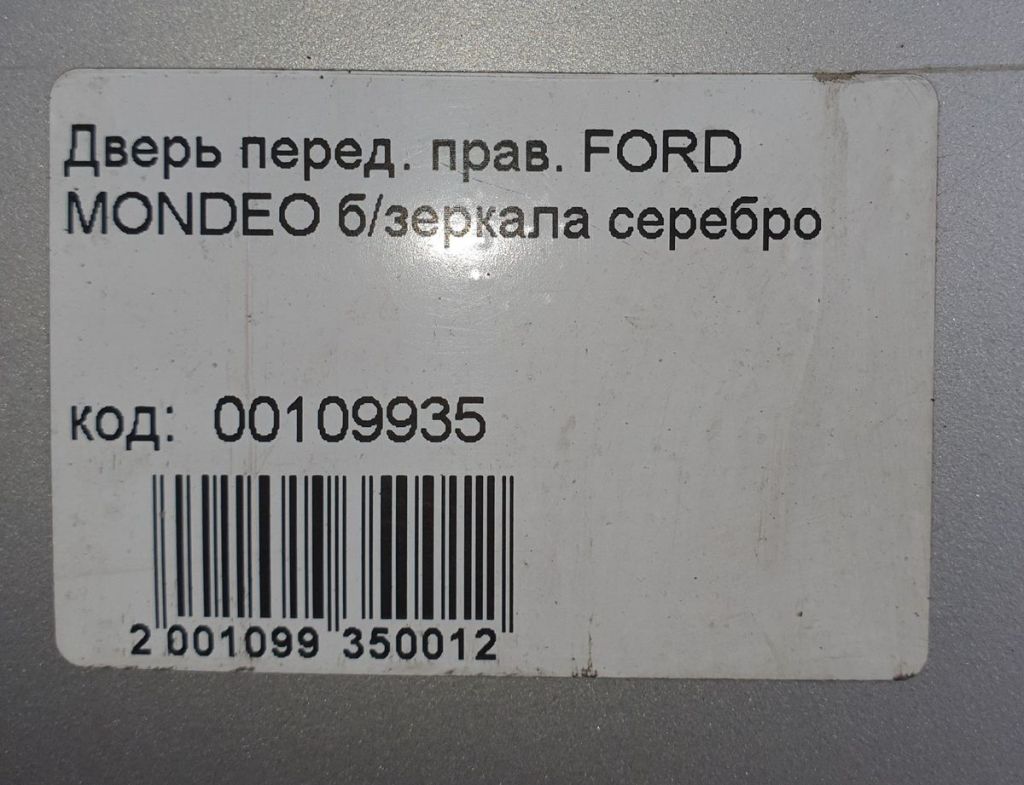 Дверь перед. прав. FORD
MONDEO б/зеркала серебро
код: 00109935
2 001099 350012